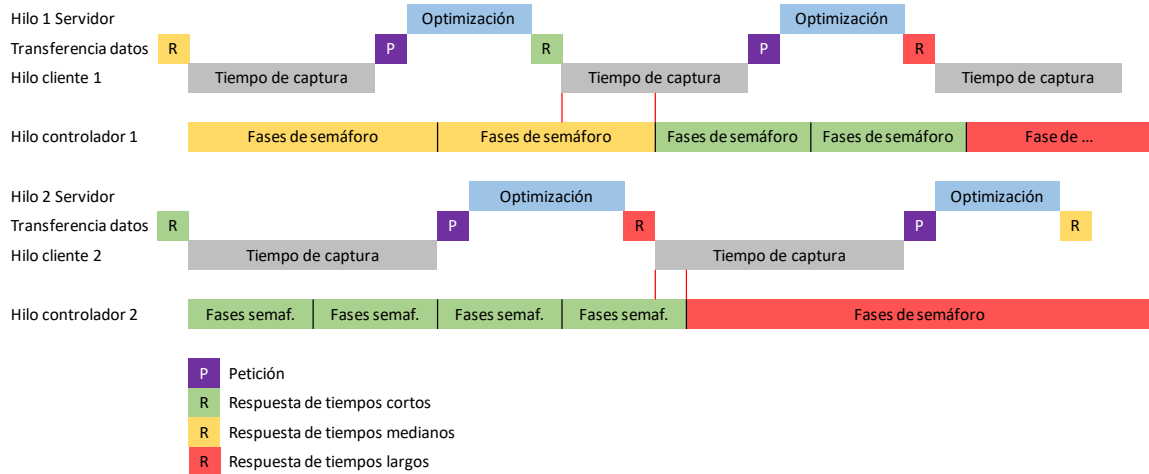 Hilo 1 Servidor Optimización Optimización
Transferencia datos R P R P R
Hilo cliente 1 Tiempo de captura Tiempo de captura Tiempo de captura
Hilo controlador 1 Fases de semáforo Fases de semáforo Fases de semáforo Fases de semáforo Fase de ...
Hilo 2 Servidor Optimización Optimización
Transferencia datos R P R P R
Hilo cliente 2 Tiempo de captura Tiempo de captura
Hilo controlador 2 Fases semaf. Fases semaf. Fases semaf. Fases semaf. Fases de semáforo
P Petición
R Respuesta de tiempos cortos
R Respuesta de tiempos medianos
R Respuesta de tiempos largos